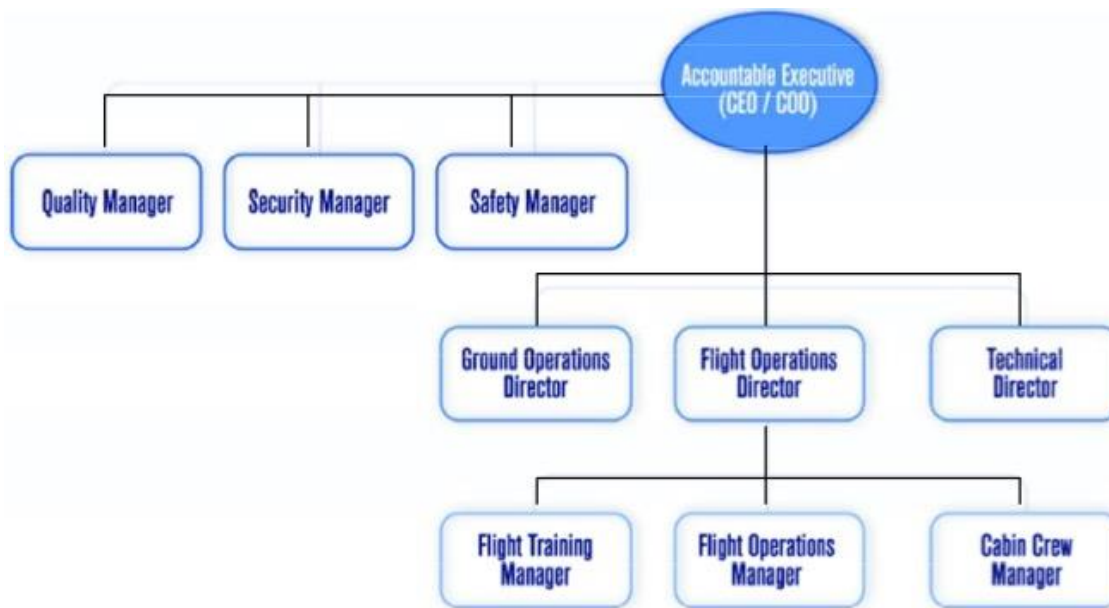 Accountable Executive
(CEO / COO)
Quality Manager
Security Manager
Safety Manager
Ground Operations
Director
Flight Operations
Director
Technical
Director
Flight Training
Manager
Flight Operations
Manager
Cabin Crew
Manager